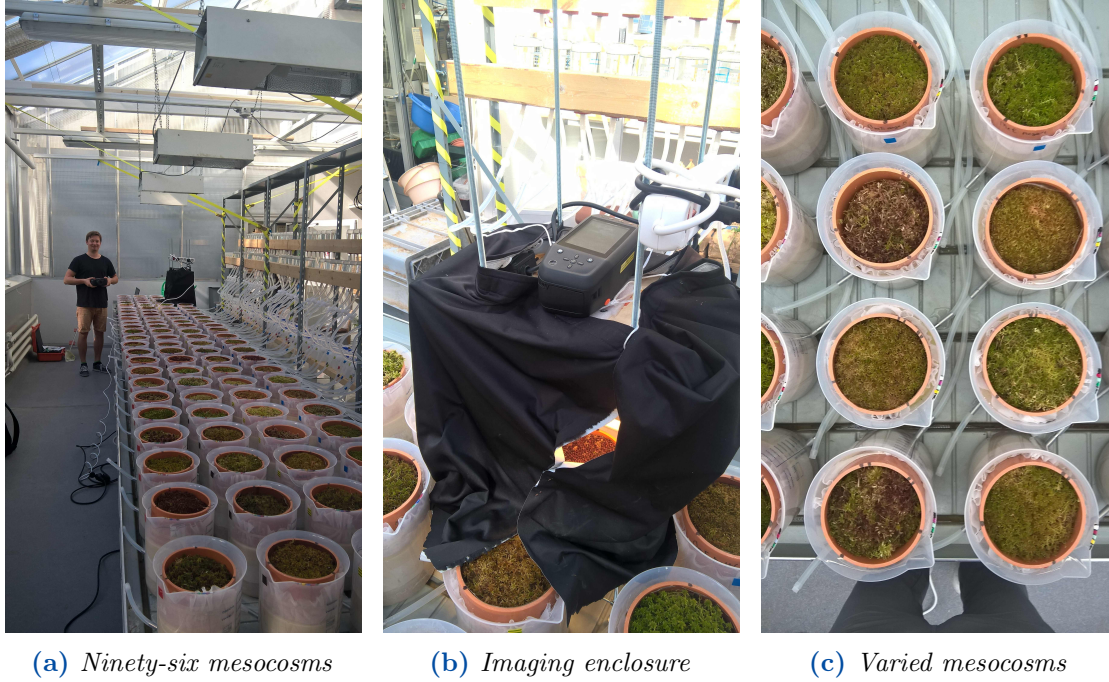 (a) Ninety-six mesocosms
(b) Imaging enclosure
(c) Varied mesocosms